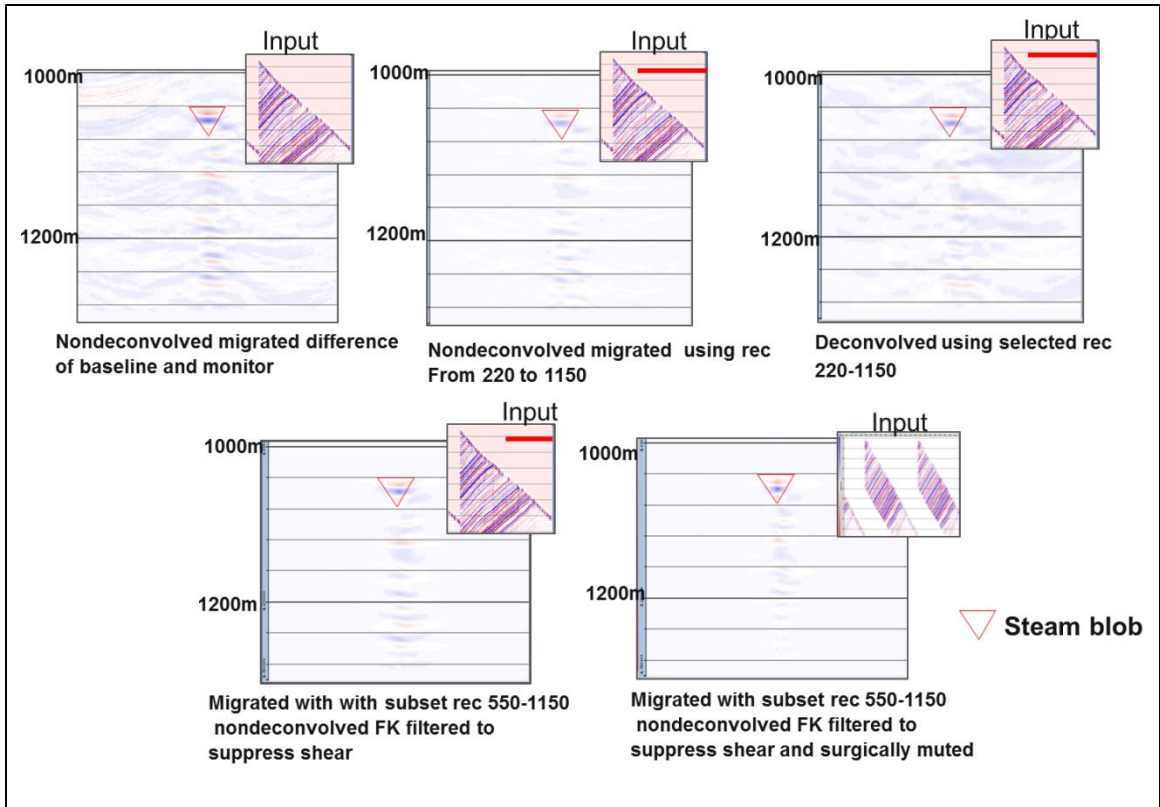 Input
1000m
1200m
Nondeconvolved migrated difference
of baseline and monitor
Input
1000m
1200m
Nondeconvolved migrated using rec
From 220 to 1150
Input
1000m
1200m
Deconvolved using selected rec
220-1150
Input
1000m
1200m
Migrated with with subset rec 550-1150
nondeconvolved FK filtered to
suppress shear
Input
1000m
1200m
Migrated with subset rec 550-1150
nondeconvolved FK filtered to
suppress shear and surgically muted
Steam blob